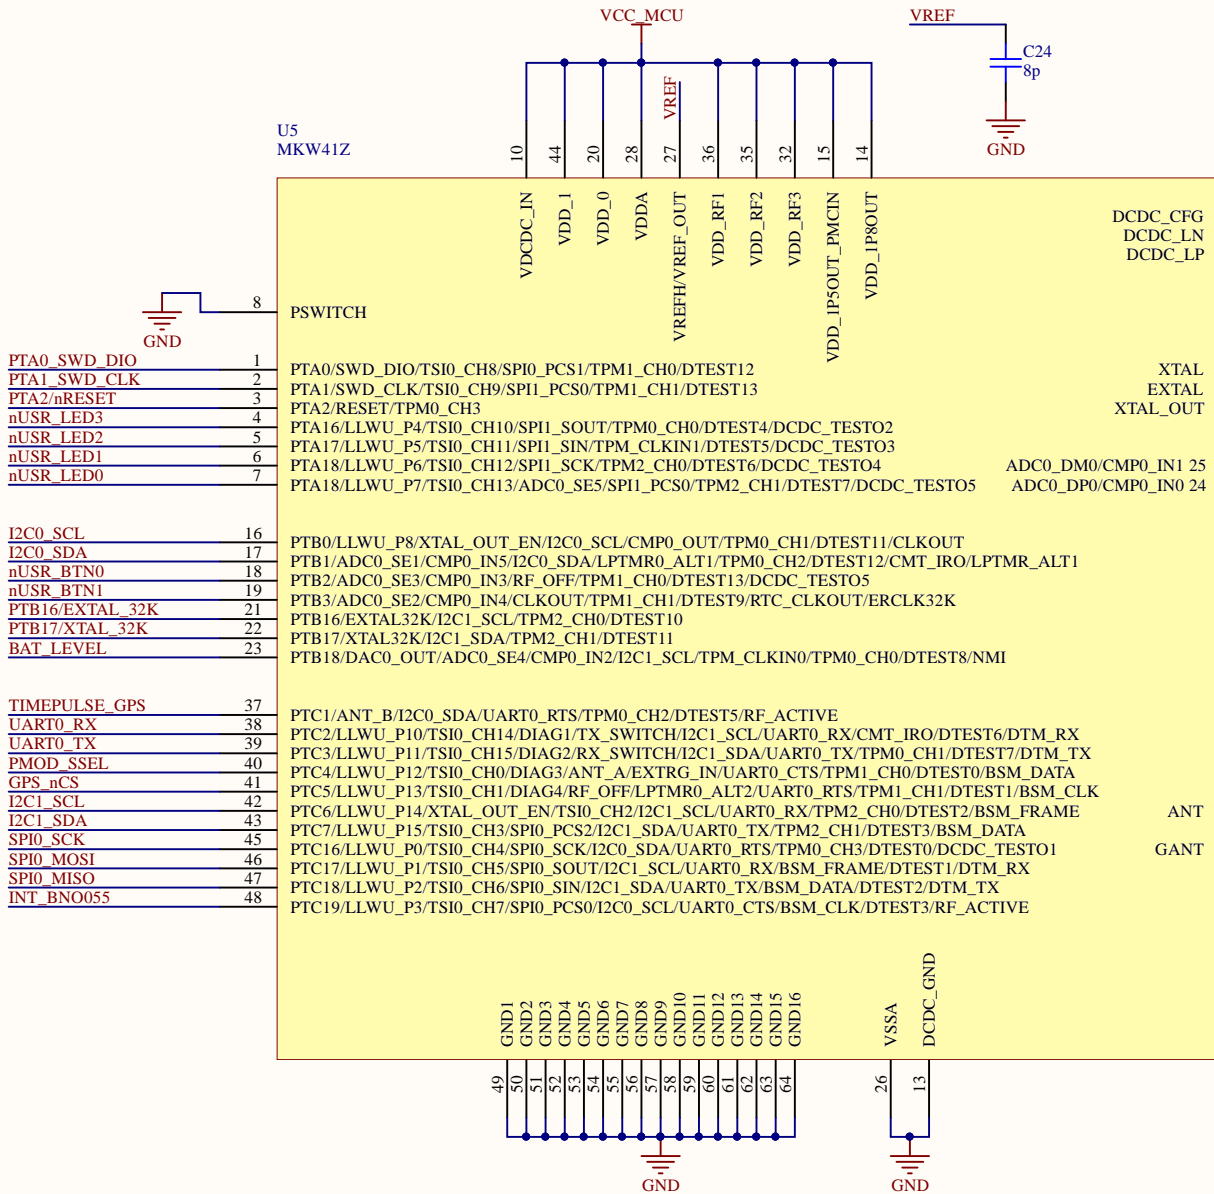 VCC_MCU
VREF
C24
8p
GND
U5
MKW41Z
VREF
10
44
20
28
27
36
35
32
15
14
VDCDC_IN
VDD_1
VDD_0
VDDA
VREFH/VREF_OUT
VDD_RF1
VDD_RF2
VDD_RF3
VDD_1P5OUT_PMCIN
VDD_1P8OUT
DCDC_CFG
DCDC_LN
DCDC_LP
GND
8 PSWITCH
PTA0_SWD_DIO 1 PTA0/SWD_DIO/TSI0_CH8/SPI0_PCS1/TPM1_CH0/DTEST12 XTAL
PTA1_SWD_CLK 2 PTA1/SWD_CLK/TSI0_CH9/SPI1_PCS0/TPM1_CH1/DTEST13 EXTAL
PTA2/nRESET 3 PTA2/RESET/TPM0_CH3 XTAL_OUT
nUSR_LED3 4 PTA16/LLWU_P4/TSI0_CH10/SPI1_SOUT/TPM0_CH0/DTEST4/DCDC_TESTO2
nUSR_LED2 5 PTA17/LLWU_P5/TSI0_CH11/SPI1_SIN/TPM_CLKIN1/DTEST5/DCDC_TESTO3
nUSR_LED1 6 PTA18/LLWU_P6/TSI0_CH12/SPI1_SCK/TPM2_CH0/DTEST6/DCDC_TESTO4 ADC0_DM0/CMP0_IN1 25
nUSR_LED0 7 PTA18/LLWU_P7/TSI0_CH13/ADC0_SE5/SPI1_PCS0/TPM2_CH1/DTEST7/DCDC_TESTO5 ADC0_DP0/CMP0_IN0 24
I2C0_SCL 16 PTB0/LLWU_P8/XTAL_OUT_EN/I2C0_SCL/CMP0_OUT/TPM0_CH1/DTEST11/CLKOUT
I2C0_SDA 17 PTB1/ADC0_SE1/CMP0_IN5/I2C0_SDA/LPTMR0_ALT1/TPM0_CH2/DTEST12/CMT_IRO/LPTMR_ALT1
nUSR_BTN0 18 PTB2/ADC0_SE3/CMP0_IN3/RF_OFF/TPM1_CH0/DTEST13/DCDC_TESTO5
nUSR_BTN1 19 PTB3/ADC0_SE2/CMP0_IN4/CLKOUT/TPM1_CH1/DTEST9/RTC_CLKOUT/ERCLK32K
PTB16/EXTAL_32K 21 PTB16/EXTAL32K/I2C1_SCL/TPM2_CH0/DTEST10
PTB17/XTAL_32K 22 PTB17/XTAL32K/I2C1_SDA/TPM2_CH1/DTEST11
BAT_LEVEL 23 PTB18/DAC0_OUT/ADC0_SE4/CMP0_IN2/I2C1_SCL/TPM_CLKIN0/TPM0_CH0/DTEST8/NMI
TIMEPULSE_GPS 37 PTC1/ANT_B/I2C0_SDA/UART0_RTS/TPM0_CH2/DTEST5/RF_ACTIVE
UART0_RX 38 PTC2/LLWU_P10/TSI0_CH14/DIAG1/TX_SWITCH/I2C1_SCL/UART0_RX/CMT_IRO/DTEST6/DTM_RX
UART0_TX 39 PTC3/LLWU_P11/TSI0_CH15/DIAG2/RX_SWITCH/I2C1_SDA/UART0_TX/TPM0_CH1/DTEST7/DTM_TX
PMOD_SSEL 40 PTC4/LLWU_P12/TSI0_CH0/DIAG3/ANT_A/EXTRG_IN/UART0_CTS/TPM1_CH0/DTEST0/BSM_DATA
GPS_nCS 41 PTC5/LLWU_P13/TSI0_CH1/DIAG4/RF_OFF/LPTMR0_ALT2/UART0_RTS/TPM1_CH1/DTEST1/BSM_CLK
I2C1_SCL 42 PTC6/LLWU_P14/XTAL_OUT_EN/TSI0_CH2/I2C1_SCL/UART0_RX/TPM2_CH0/DTEST2/BSM_FRAME ANT
I2C1_SDA 43 PTC7/LLWU_P15/TSI0_CH3/SPI0_PCS2/I2C1_SDA/UART0_TX/TPM2_CH1/DTEST3/BSM_DATA
SPI0_SCK 45 PTC16/LLWU_P0/TSI0_CH4/SPI0_SCK/I2C0_SDA/UART0_RTS/TPM0_CH3/DTEST0/DCDC_TESTO1 GANT
SPI0_MOSI 46 PTC17/LLWU_P1/TSI0_CH5/SPI0_SOUT/I2C1_SCL/UART0_RX/BSM_FRAME/DTEST1/DTM_RX
SPI0_MISO 47 PTC18/LLWU_P2/TSI0_CH6/SPI0_SIN/I2C1_SDA/UART0_TX/BSM_DATA/DTEST2/DTM_TX
INT_BNO055 48 PTC19/LLWU_P3/TSI0_CH7/SPI0_PCS0/I2C0_SCL/UART0_CTS/BSM_CLK/DTEST3/RF_ACTIVE
GND1
GND2
GND3
GND4
GND5
GND6
GND7
GND8
GND9
GND10
GND11
GND12
GND13
GND14
GND15
GND16
VSSA
DCDC_GND
49
50
51
52
53
54
55
56
57
58
59
60
61
62
63
64
26
13
GND
GND